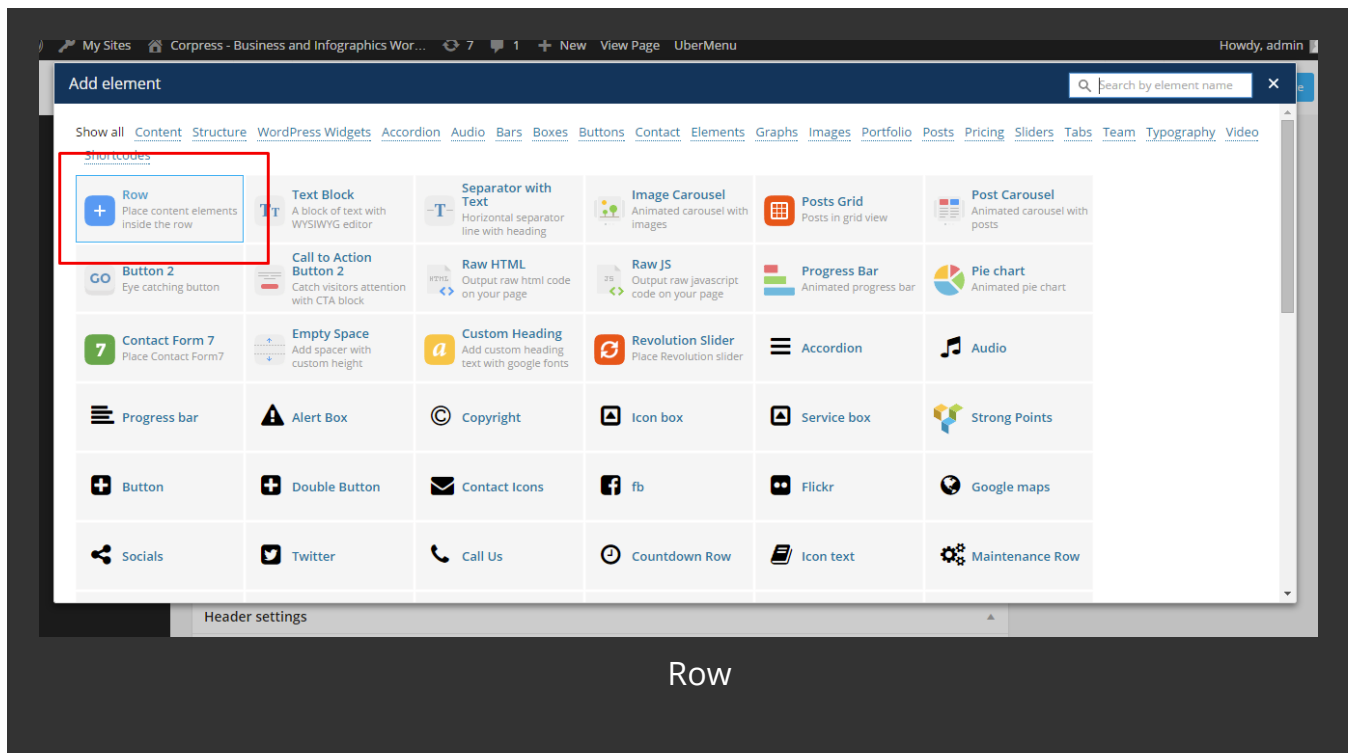 My Sites Corpress - Business and Infographics Wor... 7 1 + New View Page UberMenu Howdy, admin
Add element Search by element name ×
Show all Content Structure WordPress Widgets Accordion Audio Bars Boxes Buttons Contact Elements Graphs Images Portfolio Posts Pricing Sliders Tabs Team Typography Video
Shortcodes
Row
Place content elements
inside the row
Text Block
A block of text with
WYSIWYG editor
Separator with
Text
Horizontal separator
line with heading
Image Carousel
Animated carousel with
images
Posts Grid
Posts in grid view
Post Carousel
Animated carousel with
posts
GO
Button 2
Eye catching button
Call to Action
Button 2
Catch visitors attention
with CTA block
HTML
Raw HTML
Output raw html code
on your page
JS
Raw JS
Output raw javascript
code on your page
Progress Bar
Animated progress bar
Pie chart
Animated pie chart
7
Contact Form 7
Place Contact Form7
Empty Space
Add spacer with
custom height
a
Custom Heading
Add custom heading
text with google fonts
Revolution Slider
Place Revolution slider
Accordion
Audio
Progress bar
Alert Box
Copyright
Icon box
Service box
Strong Points
Button
Double Button
Contact Icons
fb
Flickr
Google maps
Socials
Twitter
Call Us
Countdown Row
Icon text
Maintenance Row
Header settings
Row